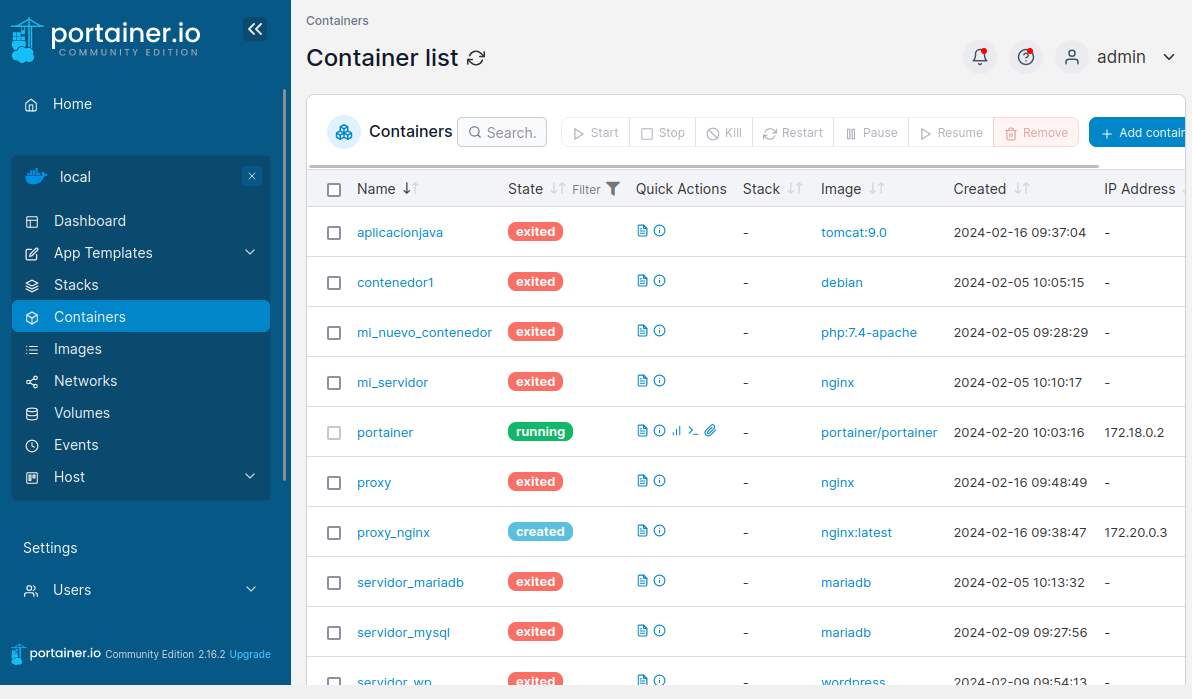 portainer.io
COMMUNITY EDITION
Home
local
Dashboard
App Templates
Stacks
Containers
Images
Networks
Volumes
Events
Host
Settings
Users
portainer.io Community Edition 2.16.2 Upgrade
Containers
Container list
admin
Containers Search. Start Stop Kill Restart Pause Resume Remove Add contain
Name State Filter Quick Actions Stack Image Created IP Address
aplicacionjava exited - tomcat:9.0 2024-02-16 09:37:04 -
contenedor1 exited - debian 2024-02-05 10:05:15 -
mi_nuevo_contenedor exited - php:7.4-apache 2024-02-05 09:28:29 -
mi_servidor exited - nginx 2024-02-05 10:10:17 -
portainer running - portainer/portainer 2024-02-20 10:03:16 172.18.0.2
proxy exited - nginx 2024-02-16 09:48:49 -
proxy_nginx created - nginx:latest 2024-02-16 09:38:47 172.20.0.3
servidor_mariadb exited - mariadb 2024-02-05 10:13:32 -
servidor_mysql exited - mariadb 2024-02-09 09:27:56 -
servidor_wp exited - wordpress 2024-02-09 09:54:13 -